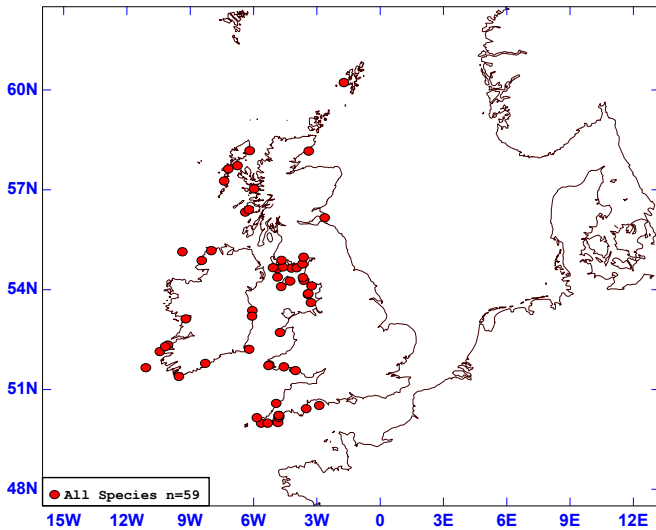 60N
57N
54N
51N
48N
All Species n=59
15W 12W 9W 6W 3W 0 3E 6E 9E 12E